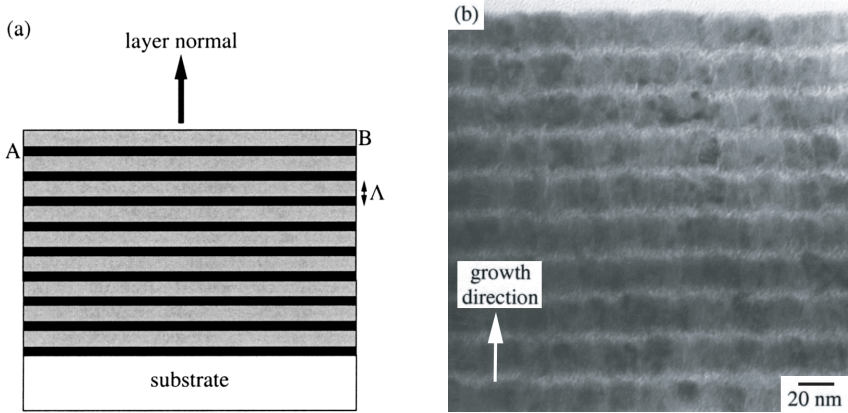 (a)
layer normal
A
B
Λ
substrate
(b)
growth
direction
20 nm